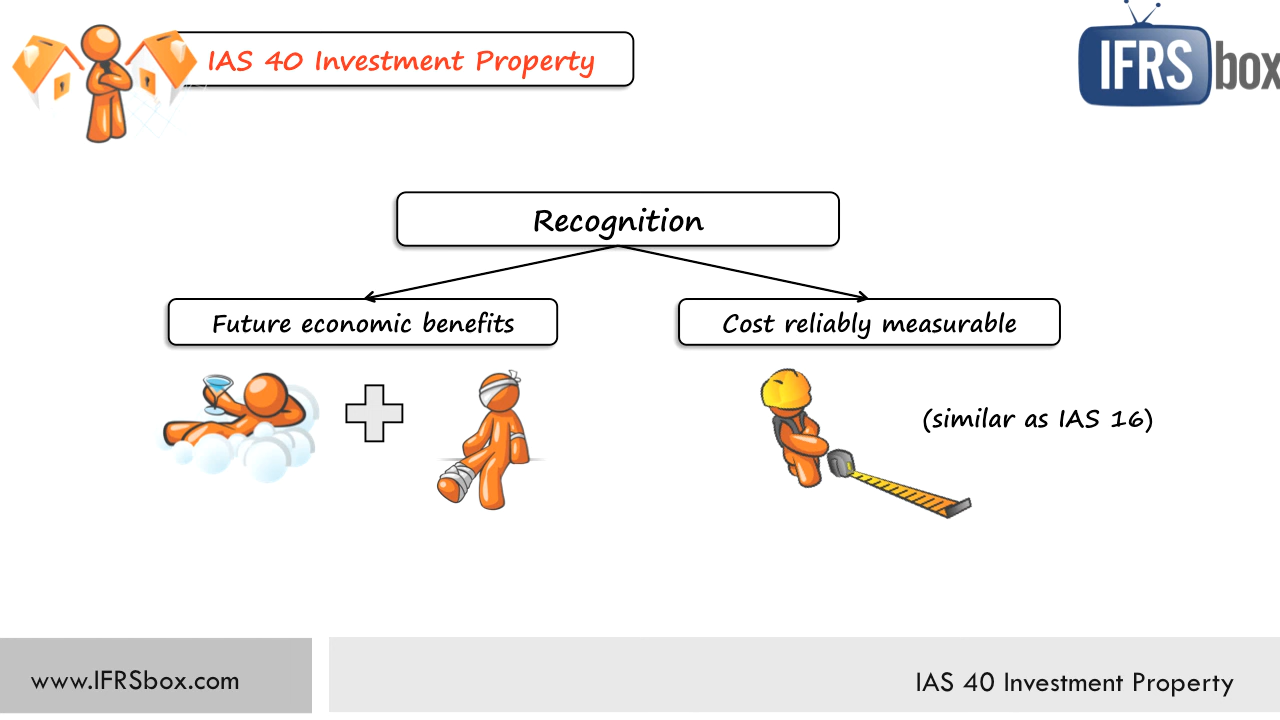 IAS 40 Investment Property
IFRS box
Recognition
Future economic benefits
Cost reliably measurable
(similar as IAS 16)
www.IFRSbox.com
IAS 40 Investment Property